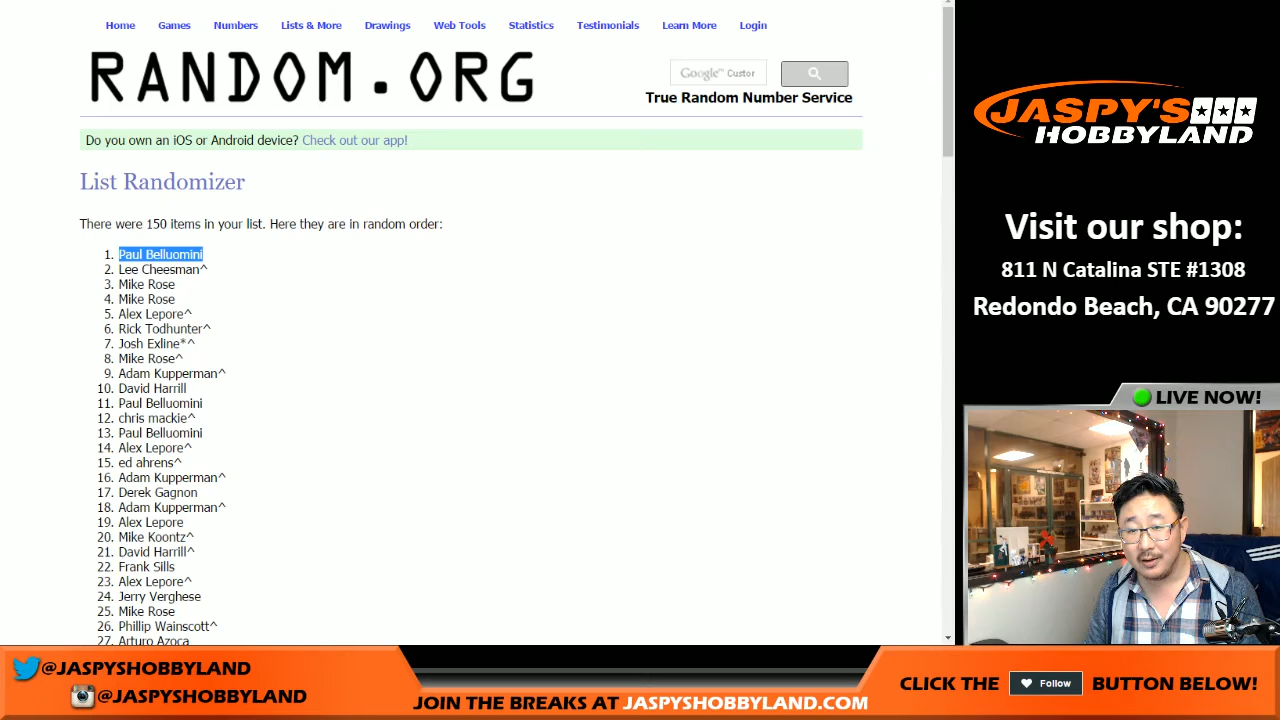 Home Games Numbers Lists & More Drawings Web Tools Statistics Testimonials Learn More Login
RANDOM.ORG
Google™ Custor
True Random Number Service
Do you own an iOS or Android device? Check out our app!
List Randomizer
There were 150 items in your list. Here they are in random order:
1. Paul Belluomini
2. Lee Cheesman^
3. Mike Rose
4. Mike Rose
5. Alex Lepore^
6. Rick Todhunter^
7. Josh Exline*^
8. Mike Rose^
9. Adam Kupperman^
10. David Harrill
11. Paul Belluomini
12. chris mackie^
13. Paul Belluomini
14. Alex Lepore^
15. ed ahrens^
16. Adam Kupperman^
17. Derek Gagnon
18. Adam Kupperman^
19. Alex Lepore
20. Mike Koontz^
21. David Harrill^
22. Frank Sills
23. Alex Lepore^
24. Jerry Verghese
25. Mike Rose
26. Phillip Wainscott^
27. Arturo Azoca
JASPY'S
HOBBYLAND
Visit our shop:
811 N Catalina STE #1308
Redondo Beach, CA 90277
LIVE NOW!
@JASPYSHOBBYLAND
@JASPYSHOBBYLAND
JOIN THE BREAKS AT JASPYSHOBBYLAND.COM
CLICK THE Follow BUTTON BELOW!